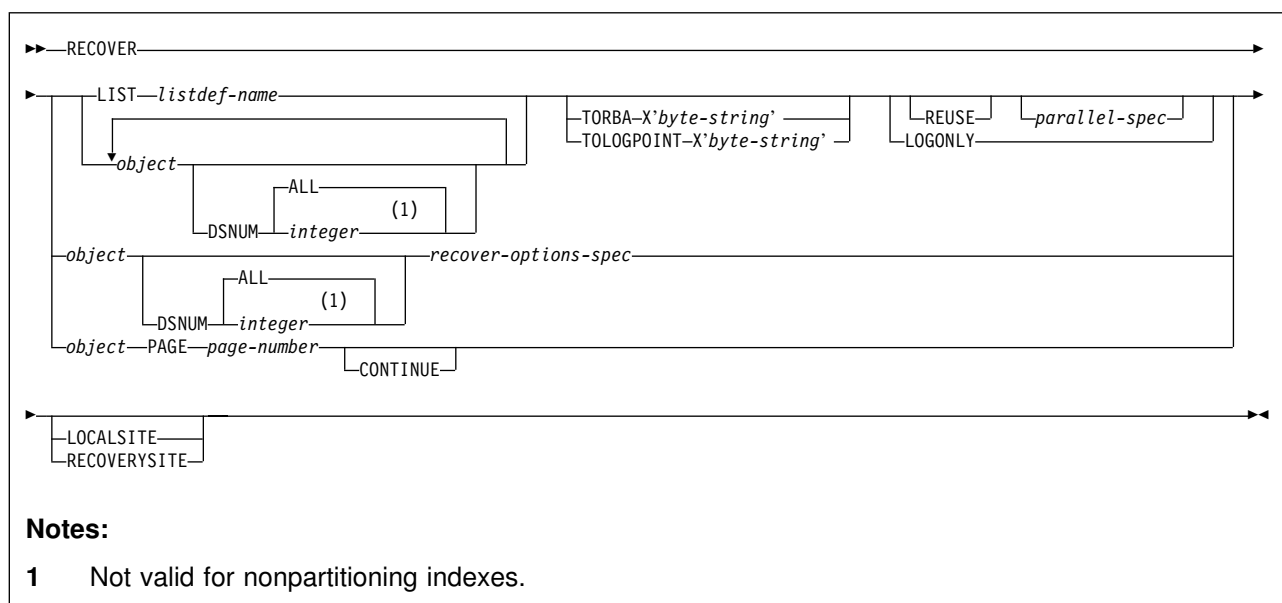 RECOVER
LIST listdef-name
TORBA X'byte-string'
REUSE parallel-spec
TOLOGPOINT X'byte-string'
LOGONLY
object
ALL
(1)
DSNUM integer
object recover-options-spec
ALL
(1)
DSNUM integer
object PAGE page-number
CONTINUE
LOCALSITE
RECOVERYSITE
Notes:
1 Not valid for nonpartitioning indexes.